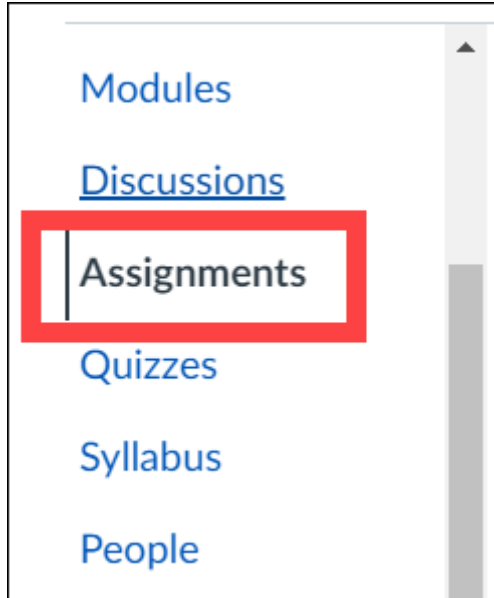 Modules
Discussions
Assignments
Quizzes
Syllabus
People